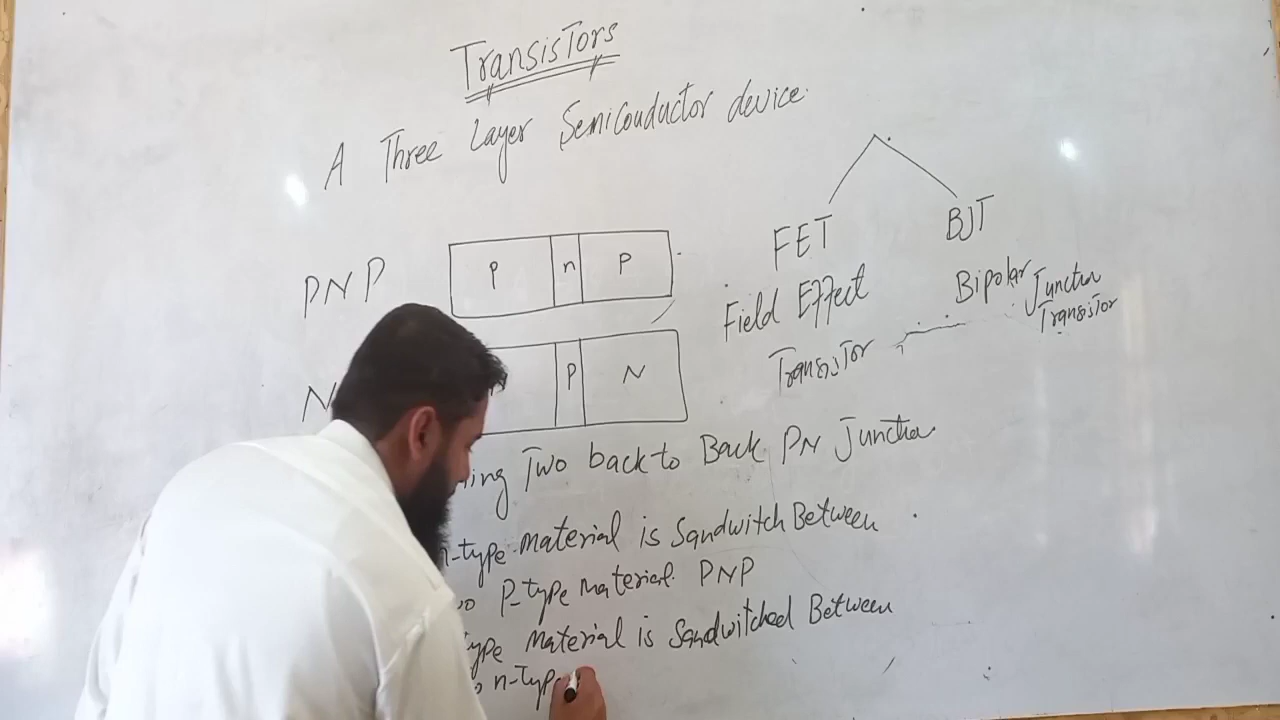 TransisTors
A Three Layer Semiconductor device.
FET BJT
PNP P n P
Field Effect Transistor
Bipolar Junction Transistor
N P N
Two back to Back PN Junction
n-type material is Sandwitch Between
P-type Material. PNP
type Material is Sandwitched Between
n-type